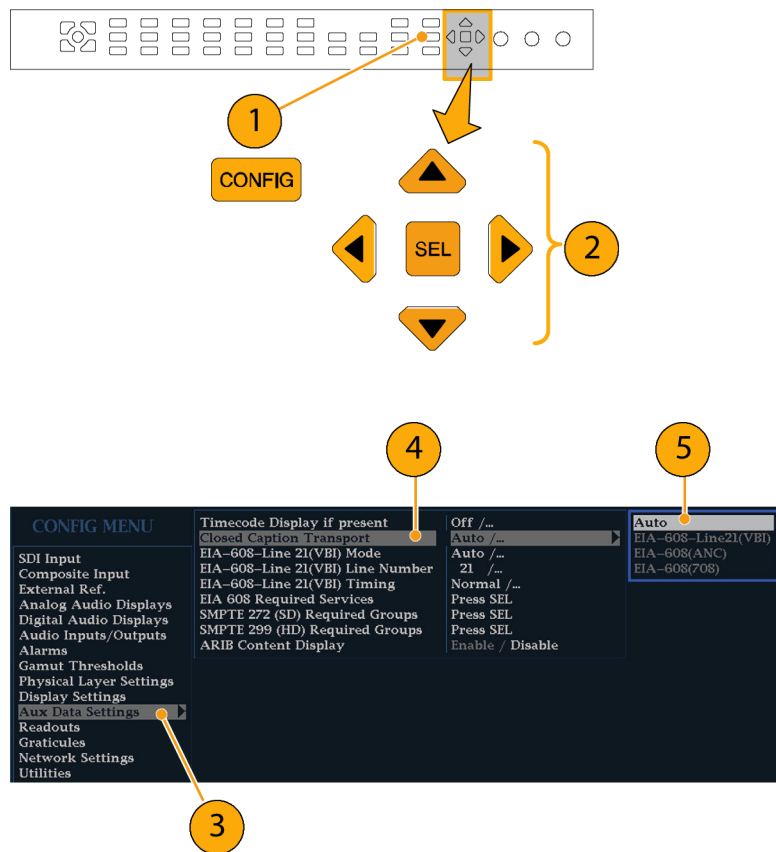 1
CONFIG
SEL
2
4
5
CONFIG MENU
SDI Input
Composite Input
External Ref.
Analog Audio Displays
Digital Audio Displays
Audio Inputs/Outputs
Alarms
Gamut Thresholds
Physical Layer Settings
Display Settings
Aux Data Settings
Readouts
Graticules
Network Settings
Utilities
Timecode Display if present Off /...
Closed Caption Transport Auto /...
EIA-608-Line 21(VBI) Mode Auto /...
EIA-608-Line 21(VBI) Line Number 21 /...
EIA-608-Line 21(VBI) Timing Normal /...
EIA 608 Required Services Press SEL
SMPTE 272 (SD) Required Groups Press SEL
SMPTE 299 (HD) Required Groups Press SEL
ARIB Content Display Enable / Disable
Auto
EIA-608-Line21(VBI)
EIA-608(ANC)
EIA-608(708)
3